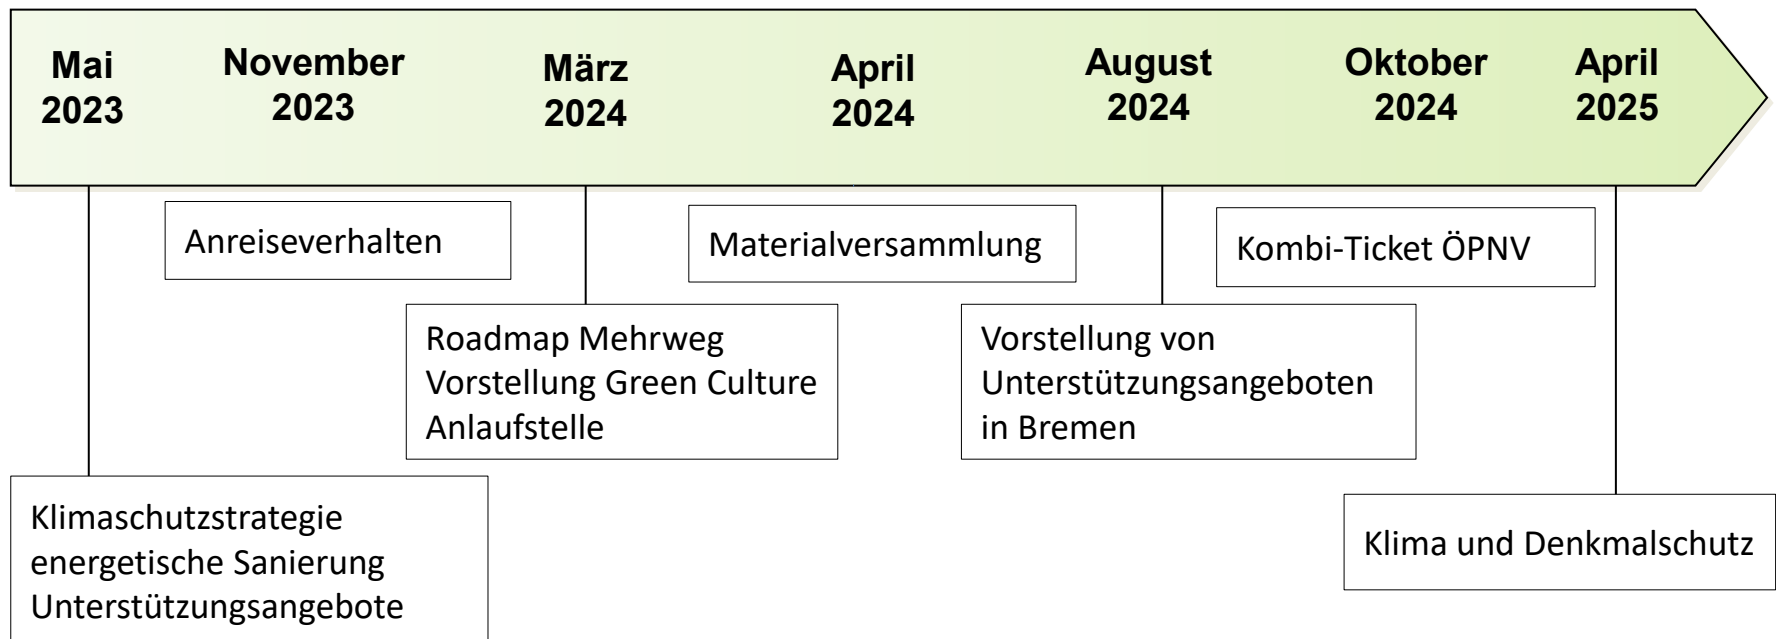 Mai
2023
November
2023
März
2024
April
2024
August
2024
Oktober
2024
April
2025
Anreiseverhalten
Materialversammlung
Kombi-Ticket ÖPNV
Roadmap Mehrweg
Vorstellung Green Culture
Anlaufstelle
Vorstellung von
Unterstützungsangeboten
in Bremen
Klimaschutzstrategie
energetische Sanierung
Unterstützungsangebote
Klima und Denkmalschutz